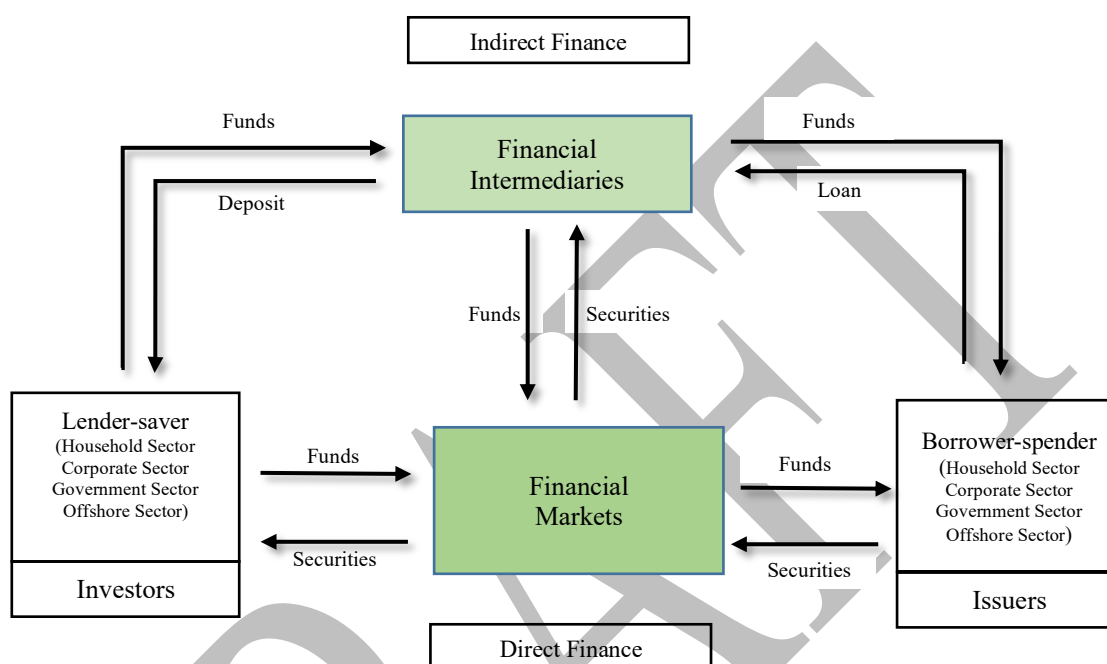 Indirect Finance
Funds
Financial
Intermediaries
Funds
Deposit
Loan
Funds
Securities
Lender-saver
(Household Sector
Corporate Sector
Government Sector
Offshore Sector)
Investors
Funds
Securities
Financial
Markets
Funds
Securities
Borrower-spender
(Household Sector
Corporate Sector
Government Sector
Offshore Sector)
Issuers
Direct Finance
DRAFT